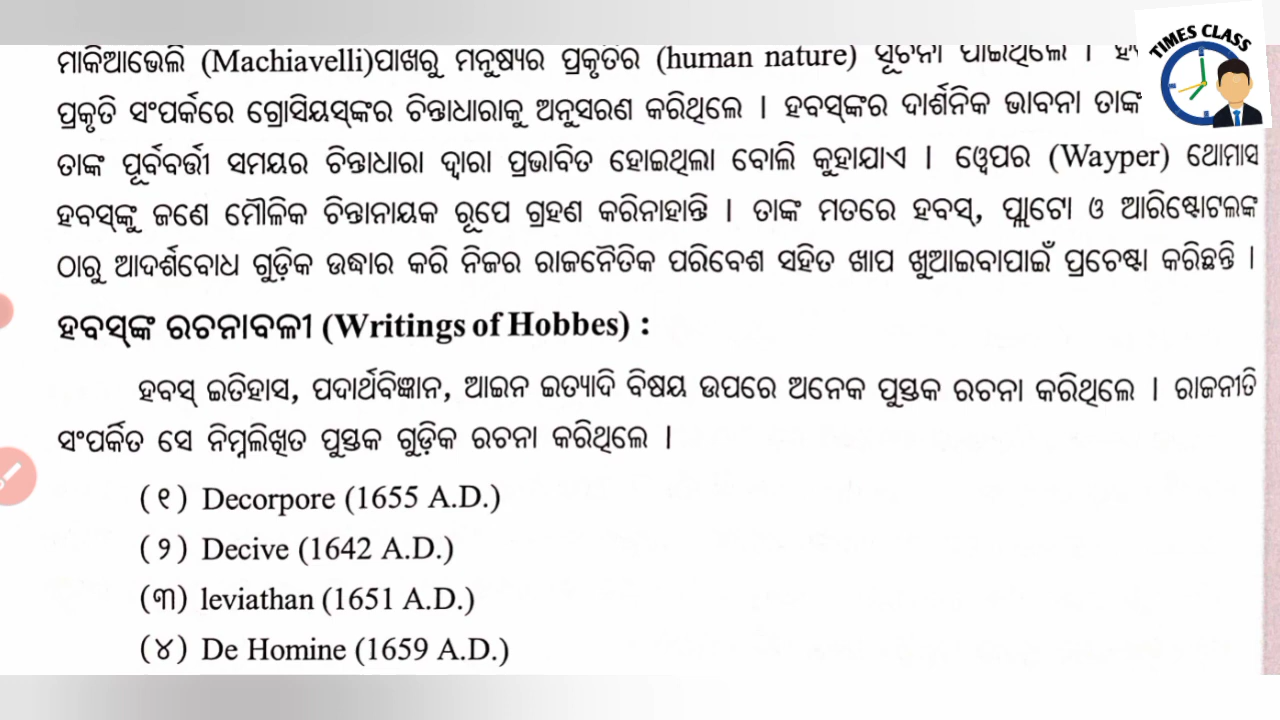 TIMES CLASS
ମାକିଆଭେଲି (Machiavelli)ପାଖରୁ ମନୁଷ୍ୟର ପ୍ରକୃତିର (human nature) ସୂଚନା ପାଇଥିଲେ ।
ପ୍ରକୃତି ସଂପର୍କରେ ଗ୍ରୋସିୟସ୍‌ଙ୍କର ଚିନ୍ତାଧାରାକୁ ଅନୁସରଣ କରିଥିଲେ । ହବସ୍‌ଙ୍କର ଦାର୍ଶନିକ ଭାବନା ତାଙ୍କ
ତାଙ୍କ ପୂର୍ବବର୍ତ୍ତୀ ସମୟର ଚିନ୍ତାଧାରା ଦ୍ୱାରା ପ୍ରଭାବିତ ହୋଇଥିଲା ବୋଲି କୁହାଯାଏ । ୱେପର (Wayper) ଥୋମାସ
ହବସ୍‌ଙ୍କୁ ଜଣେ ମୌଳିକ ଚିନ୍ତାନାୟକ ରୂପେ ଗ୍ରହଣ କରିନାହାନ୍ତି । ତାଙ୍କ ମତରେ ହବସ୍, ପ୍ଲାଟୋ ଓ ଆରିଷ୍ଟୋଟଲଙ୍କ
ଠାରୁ ଆଦର୍ଶବୋଧ ଗୁଡ଼ିକ ଉଦ୍ଧାର କରି ନିଜର ରାଜନୈତିକ ପରିବେଶ ସହିତ ଖାପ ଖୁଆଇବାପାଇଁ ପ୍ରଚେଷ୍ଟା କରିଛନ୍ତି ।
ହବସ୍‌ଙ୍କ ରଚନାବଳୀ (Writings of Hobbes) :
ହବସ୍ ଇତିହାସ, ପଦାର୍ଥବିଜ୍ଞାନ, ଆଇନ ଇତ୍ୟାଦି ବିଷୟ ଉପରେ ଅନେକ ପୁସ୍ତକ ରଚନା କରିଥିଲେ । ରାଜନୀତି
ସଂପର୍କିତ ସେ ନିମ୍ନଲିଖିତ ପୁସ୍ତକ ଗୁଡ଼ିକ ରଚନା କରିଥିଲେ ।
(୧) Decorpore (1655 A.D.)
(୨) Decive (1642 A.D.)
(୩) leviathan (1651 A.D.)
(୪) De Homine (1659 A.D.)